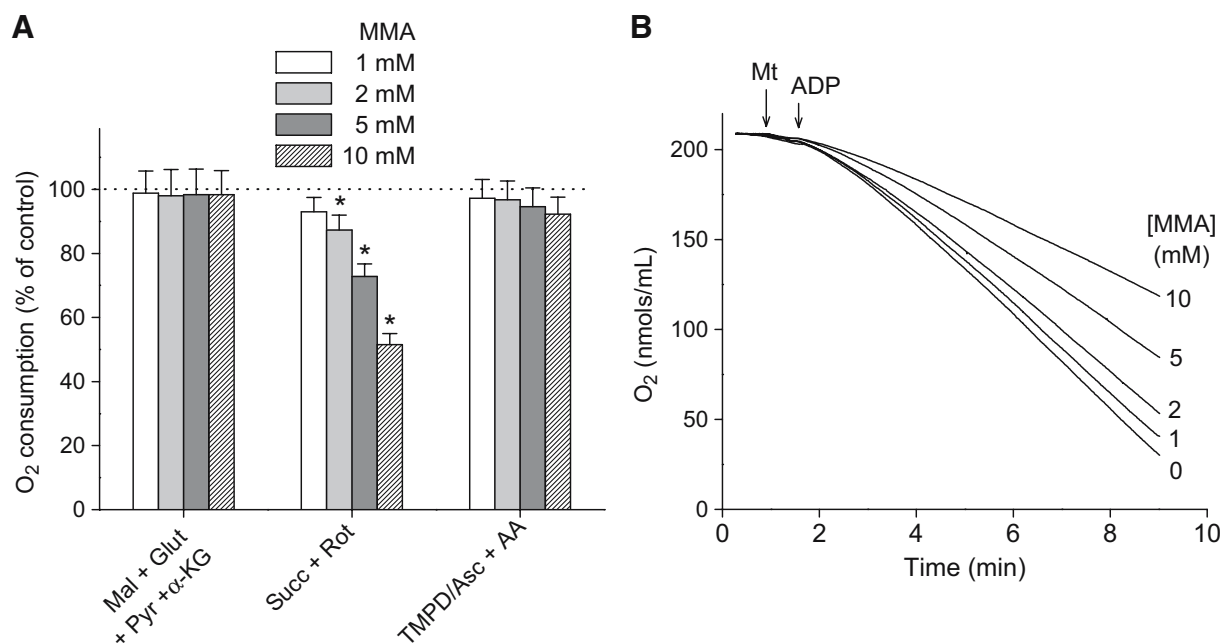 A
MMA
1 mM
2 mM
5 mM
10 mM
O₂ consumption (% of control)
120
100
80
60
40
20
0
*
*
*
Mal + Glut
+ Pyr +α-KG
Succ + Rot
TMPD/Asc + AA
B
Mt
ADP
O₂ (nmols/mL)
200
150
100
50
0
[MMA]
(mM)
10
5
2
1
0
0
2
4
6
8
10
Time (min)